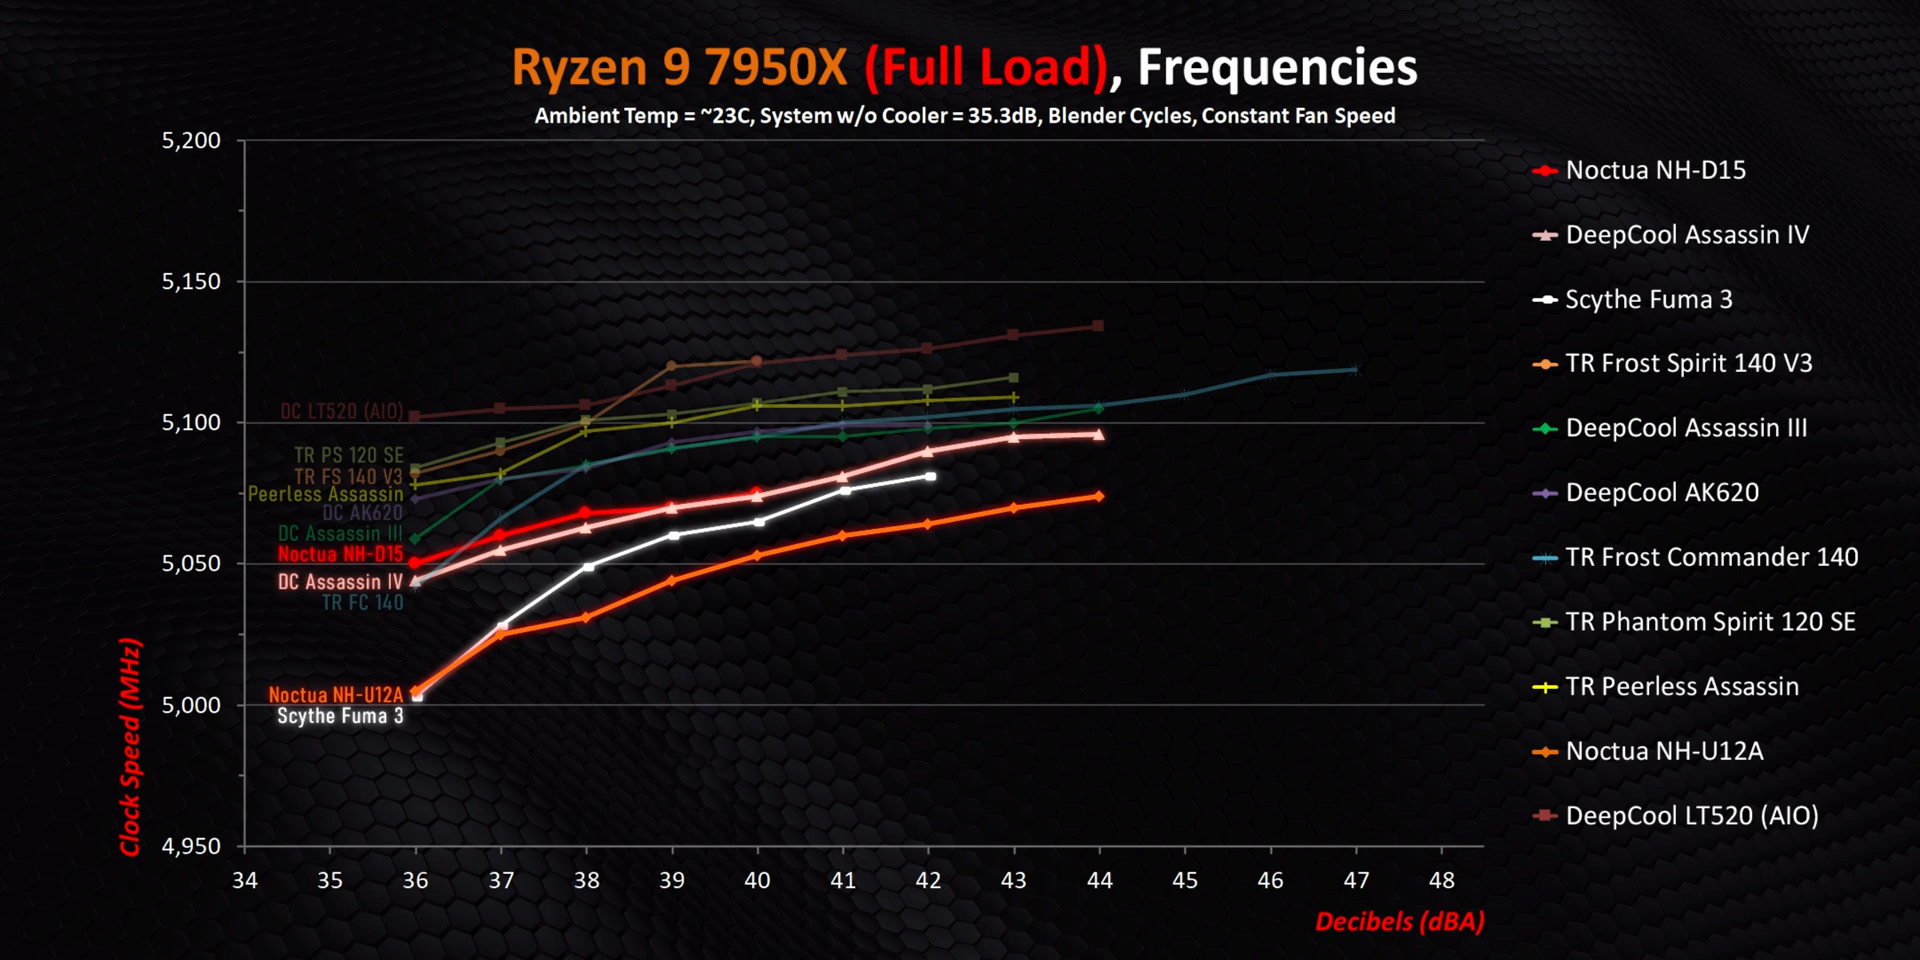 Ryzen 9 7950X (Full Load), Frequencies
Ambient Temp = ~23C, System w/o Cooler = 35.3dB, Blender Cycles, Constant Fan Speed
5,200
5,150
5,100
5,050
5,000
4,950
Clock Speed (MHz)
DC LT520 (AIO)
TR PS 120 SE
TR FS 140 V3
Peerless Assassin
DC AK620
DC Assassin III
Noctua NH-D15
DC Assassin IV
TR FC 140
Noctua NH-U12A
Scythe Fuma 3
34 35 36 37 38 39 40 41 42 43 44 45 46 47 48
Decibels (dBA)
Noctua NH-D15
DeepCool Assassin IV
Scythe Fuma 3
TR Frost Spirit 140 V3
DeepCool Assassin III
DeepCool AK620
TR Frost Commander 140
TR Phantom Spirit 120 SE
TR Peerless Assassin
Noctua NH-U12A
DeepCool LT520 (AIO)